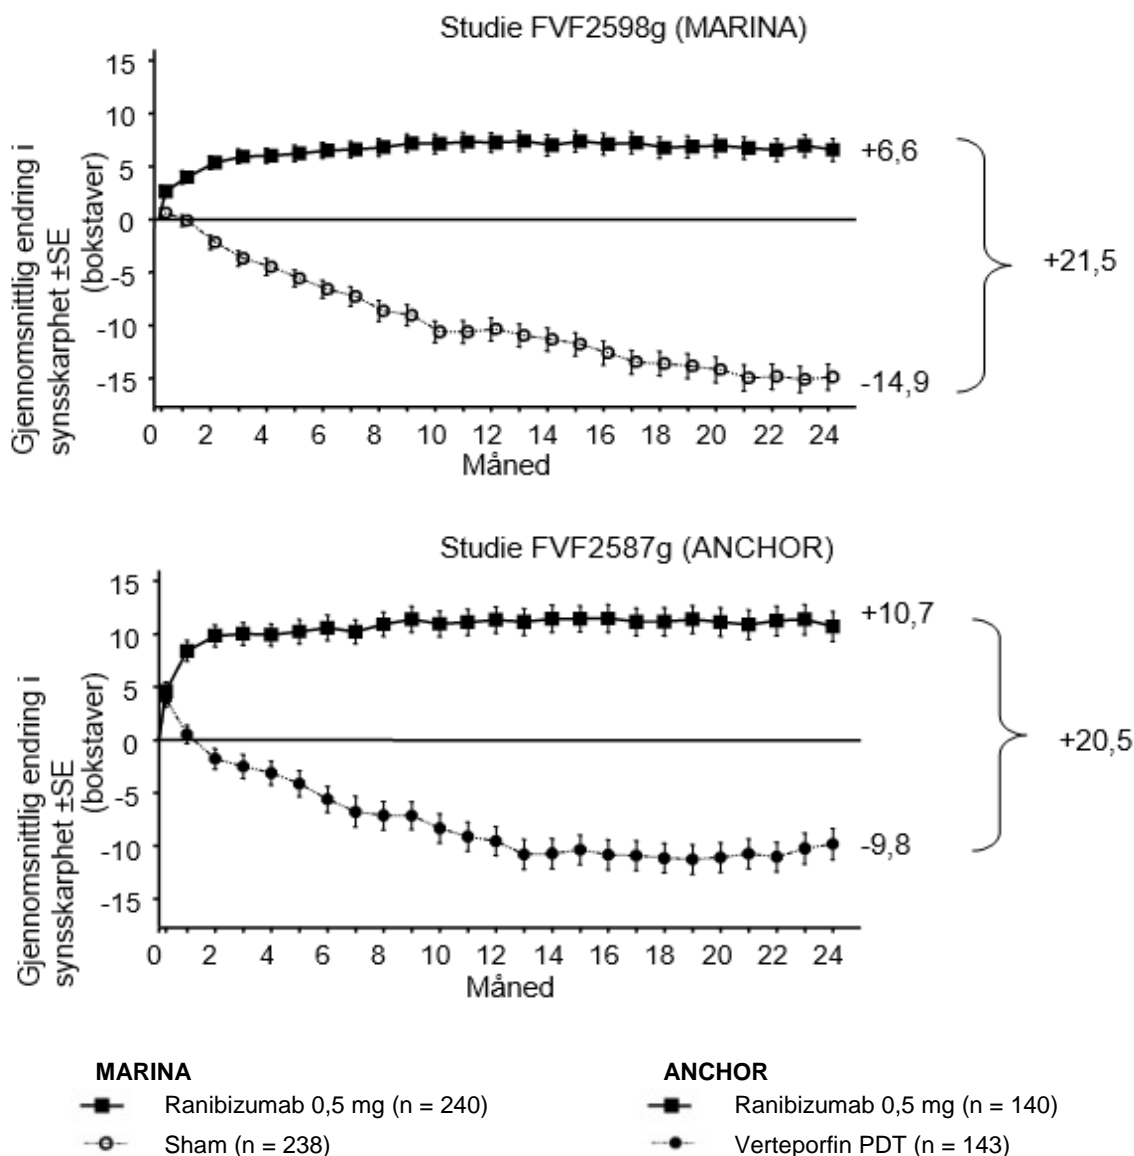 Studie FVF2598g (MARINA)
Gjennomsnittlig endring i
synsskarphet ±SE
(bokstaver)
15
10
5
0
-5
-10
-15
+6,6
-14,9
+21,5
0 2 4 6 8 10 12 14 16 18 20 22 24
Måned
Studie FVF2587g (ANCHOR)
Gjennomsnittlig endring i
synsskarphet ±SE
(bokstaver)
15
10
5
0
-5
-10
-15
+10,7
-9,8
+20,5
0 2 4 6 8 10 12 14 16 18 20 22 24
Måned
MARINA
Ranibizumab 0,5 mg (n = 240)
Sham (n = 238)
ANCHOR
Ranibizumab 0,5 mg (n = 140)
Verteporfin PDT (n = 143)